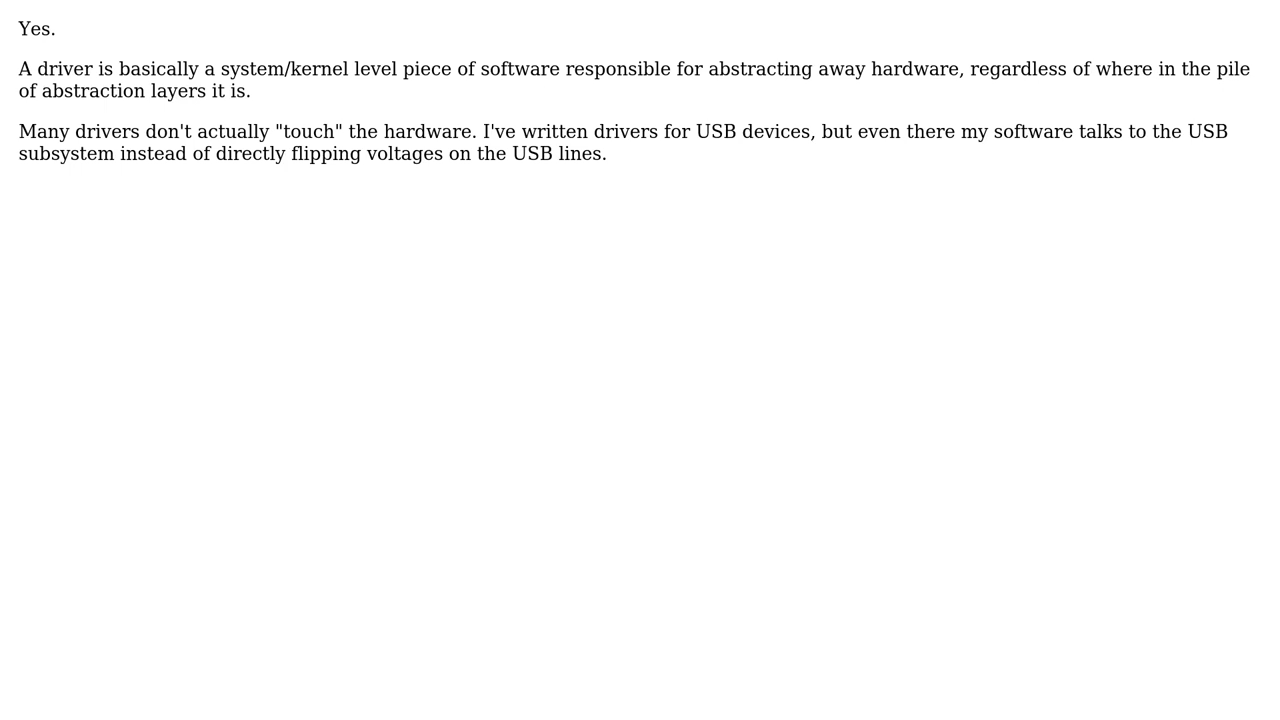 Yes.
A driver is basically a system/kernel level piece of software responsible for abstracting away hardware, regardless of where in the pile
of abstraction layers it is.
Many drivers don't actually "touch" the hardware. I've written drivers for USB devices, but even there my software talks to the USB
subsystem instead of directly flipping voltages on the USB lines.